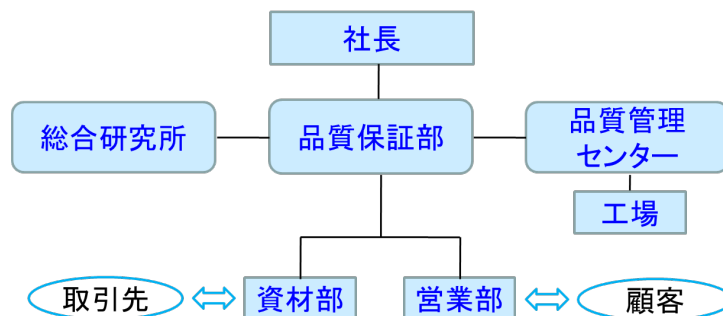 社長
総合研究所
品質保証部
品質管理
センター
工場
取引先
資材部
営業部
顧客